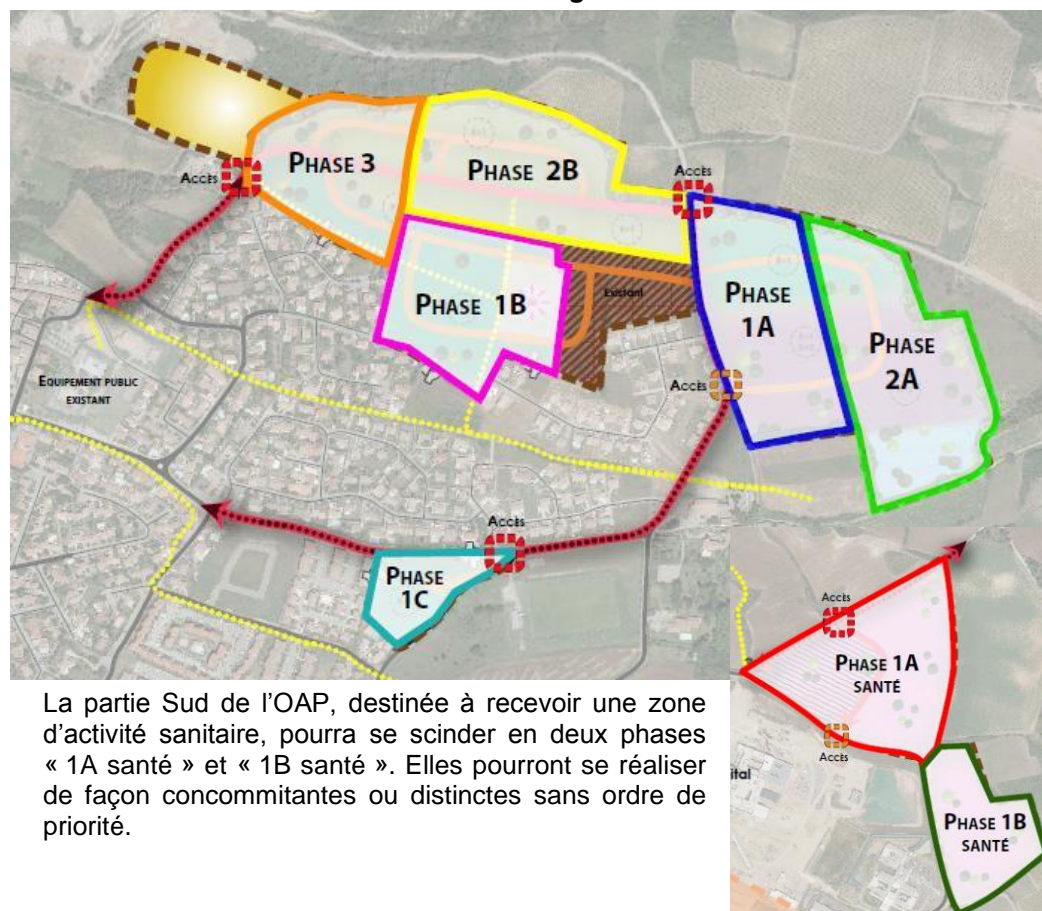 g
PHASE 3
PHASE 2B
ACCÈS
Accès
PHASE 1B
Existant
PHASE
1A
PHASE
2A
EQUIPEMENT PUBLIC
EXISTANT
Accès
Accès
PHASE
1C
Accès
PHASE 1A
SANTÉ
Accès
ital
PHASE 1B
SANTÉ
La partie Sud de l’OAP, destinée à recevoir une zone
d’activité sanitaire, pourra se scinder en deux phases
« 1A santé » et « 1B santé ». Elles pourront se réaliser
de façon concommitantes ou distinctes sans ordre de
priorité.